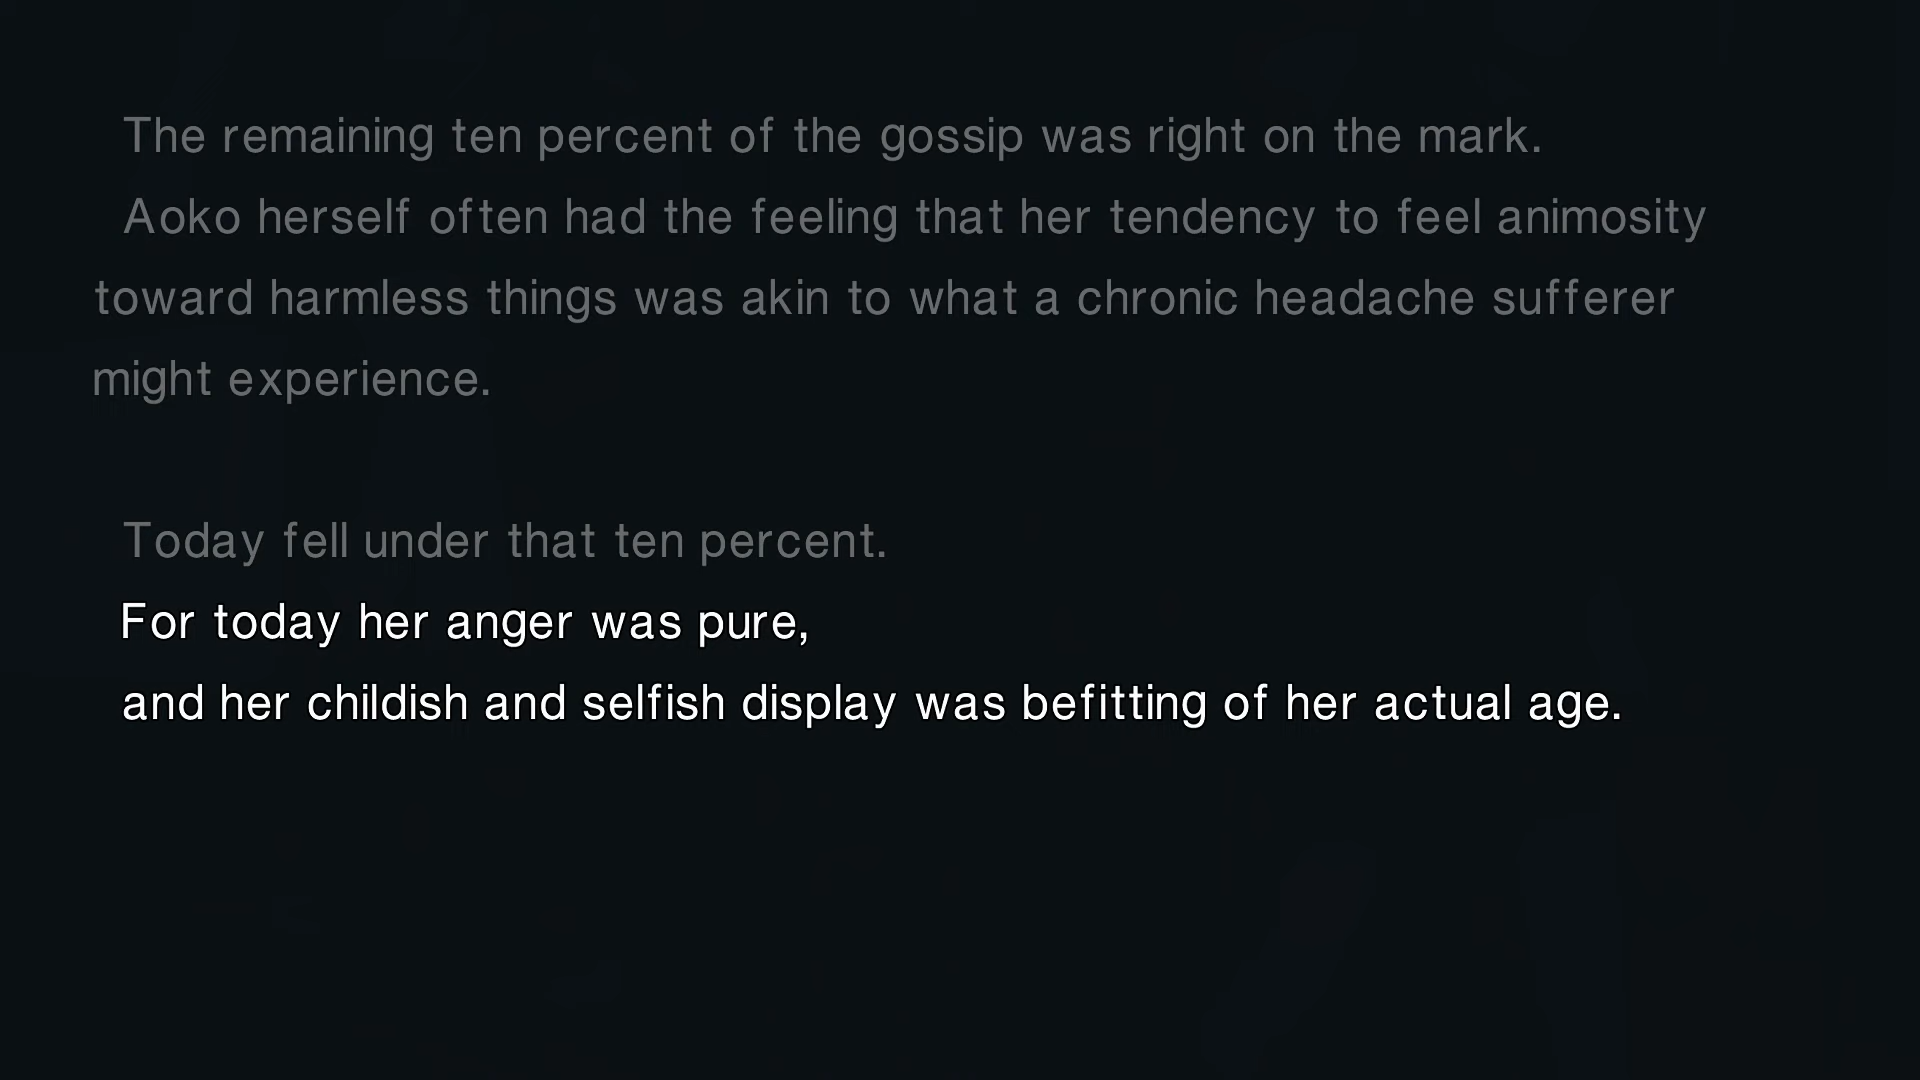 The remaining ten percent of the gossip was right on the mark.
Aoko herself often had the feeling that her tendency to feel animosity
toward harmless things was akin to what a chronic headache sufferer
might experience.
Today fell under that ten percent.
For today her anger was pure,
and her childish and selfish display was befitting of her actual age.